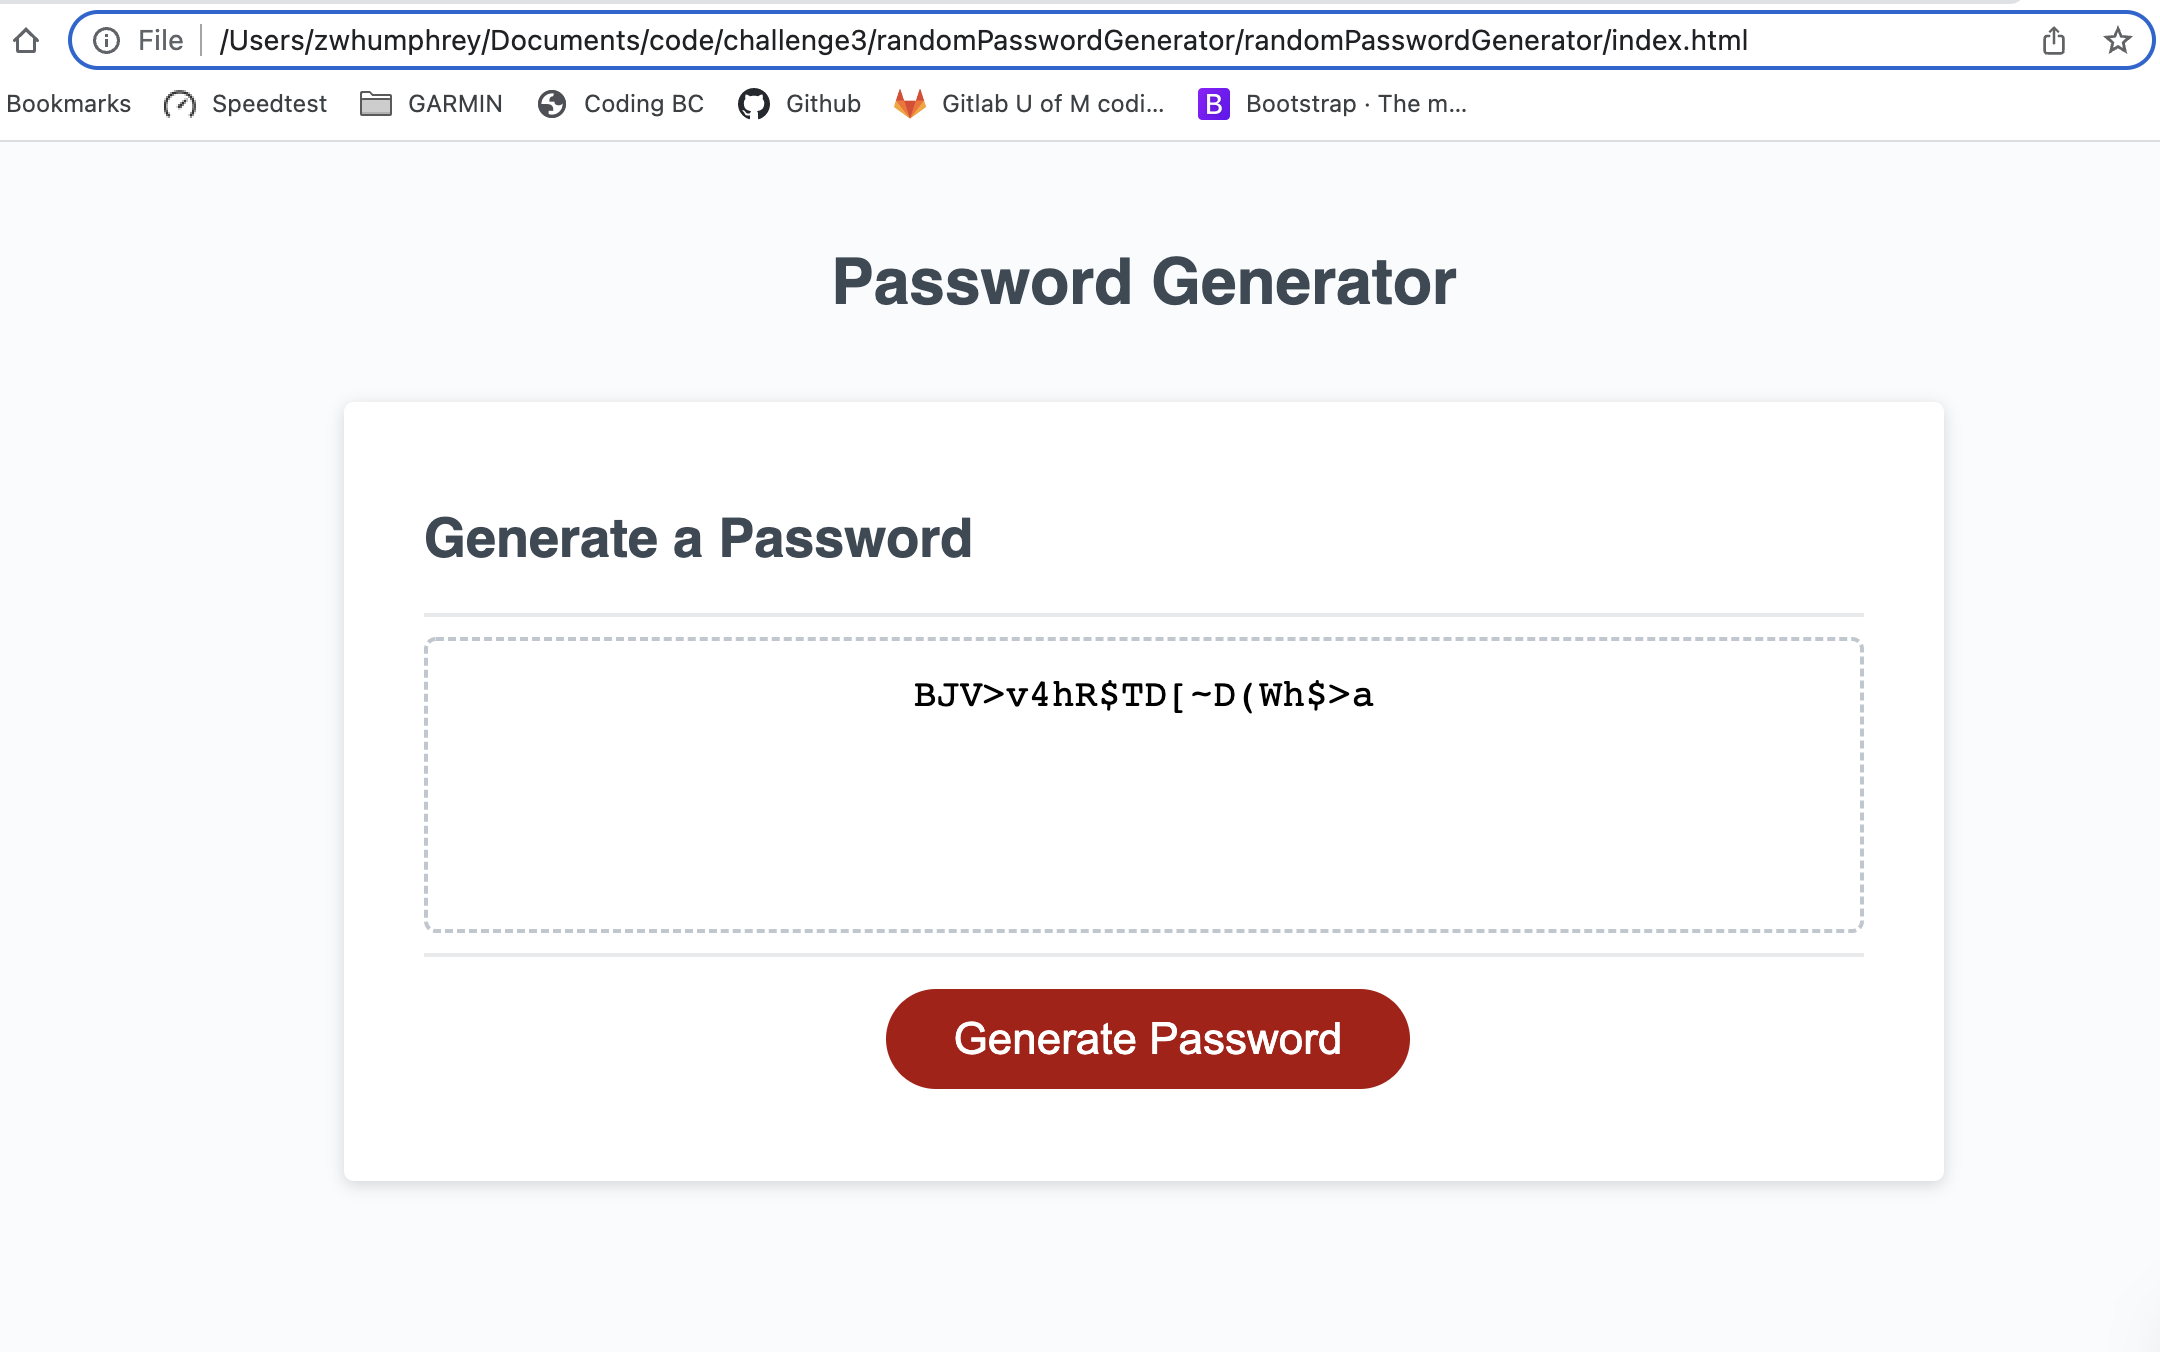 File /Users/zwhumphrey/Documents/code/challenge3/randomPasswordGenerator/randomPasswordGenerator/index.html
Bookmarks Speedtest GARMIN Coding BC Github Gitlab U of M codi... B Bootstrap · The m...
Password Generator
Generate a Password
BJV>v4hR$TD[~D(Wh$>a
Generate Password